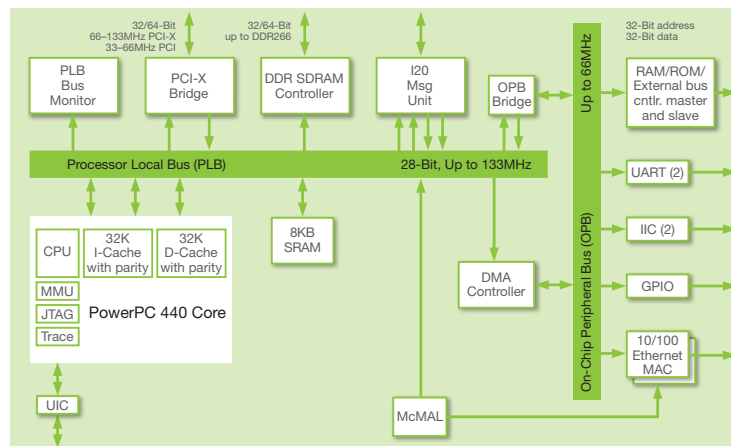 32/64-Bit
66–133MHz PCI-X
33–66MHz PCI
32/64-Bit
up to DDR266
32-Bit address
32-Bit data
PLB
Bus
Monitor
PCI-X
Bridge
DDR SDRAM
Controller
I20
Msg
Unit
OPB
Bridge
Up to 66MHz
RAM/ROM/
External bus
cntlr. master
and slave
Processor Local Bus (PLB)
28-Bit, Up to 133MHz
UART (2)
CPU
32K
I-Cache
with parity
32K
D-Cache
with parity
8KB
SRAM
IIC (2)
On-Chip Peripheral Bus (OPB)
DMA
Controller
GPIO
MMU
JTAG
Trace
PowerPC 440 Core
10/100
Ethernet
MAC
UIC
McMAL